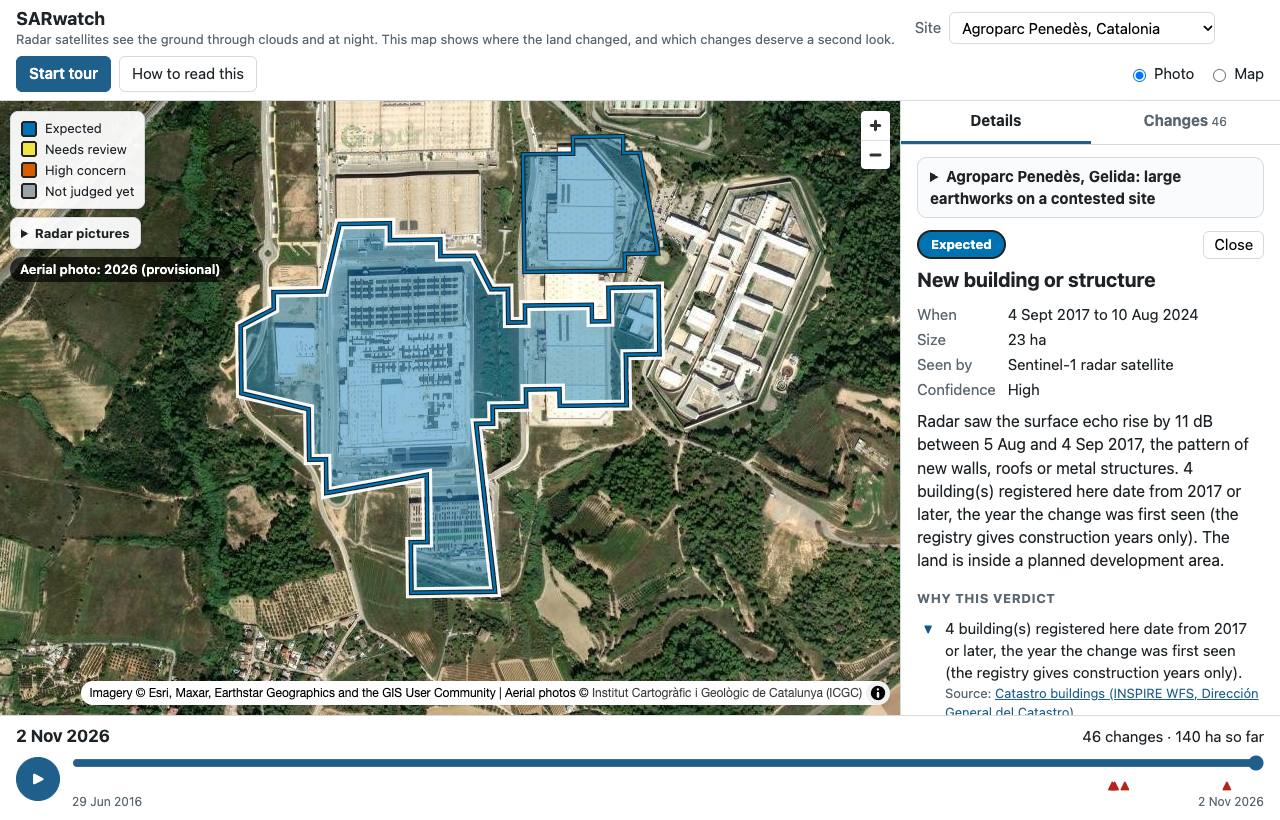 SARwatch
Radar satellites see the ground through clouds and at night. This map shows where the land changed, and which changes deserve a second look.
Site
Agroparc Penedès, Catalonia
Start tour
How to read this
Photo
Map
Expected
Needs review
High concern
Not judged yet
Radar pictures
Aerial photo: 2026 (provisional)
+
−
Imagery © Esri, Maxar, Earthstar Geographics and the GIS User Community | Aerial photos © Institut Cartogràfic i Geològic de Catalunya (ICGC)
Details
Changes 46
Agroparc Penedès, Gelida: large
earthworks on a contested site
Expected
Close
New building or structure
When 4 Sept 2017 to 10 Aug 2024
Size 23 ha
Seen by Sentinel-1 radar satellite
Confidence High
Radar saw the surface echo rise by 11 dB
between 5 Aug and 4 Sep 2017, the pattern of
new walls, roofs or metal structures. 4
building(s) registered here date from 2017 or
later, the year the change was first seen (the
registry gives construction years only). The
land is inside a planned development area.
WHY THIS VERDICT
4 building(s) registered here date from 2017
or later, the year the change was first seen
(the registry gives construction years only).
Source: Catastro buildings (INSPIRE WFS, Dirección
General del Catastro)
2 Nov 2026
46 changes · 140 ha so far
29 Jun 2016
2 Nov 2026